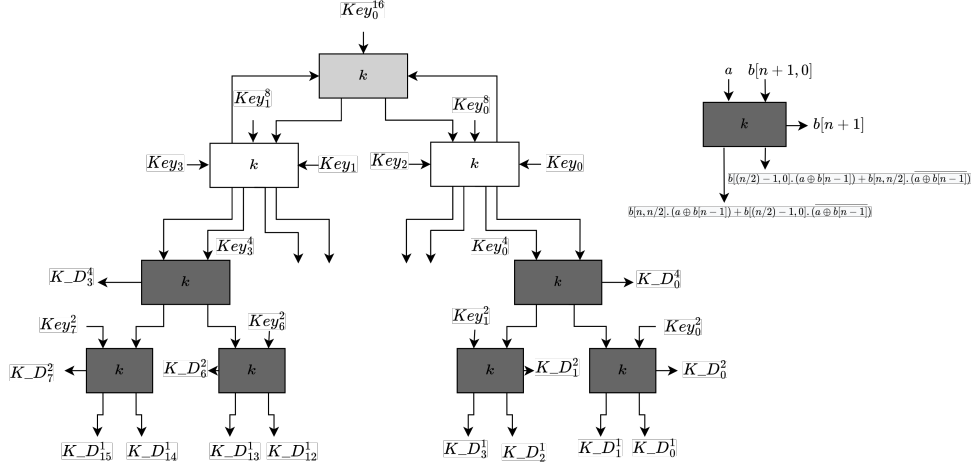 Key_0^{16}
k
a
b[n+1,0]
k
b[n+1]
b[(n/2)−1,0].(a⊕b[n−1])+b[n,n/2].(\overline{a⊕b[n−1]})
b[n,n/2].(a⊕b[n−1])+b[(n/2)−1,0].(\overline{a⊕b[n−1]})
Key_1^8
Key_0^8
Key_3
k
Key_1
Key_2
k
Key_0
Key_3^4
Key_0^4
K_D_3^4
k
k
K_D_0^4
Key_7^2
Key_6^2
Key_1^2
Key_0^2
K_D_7^2
k
K_D_6^2
k
k
K_D_1^2
k
K_D_0^2
K_D_{15}^1
K_D_{14}^1
K_D_{13}^1
K_D_{12}^1
K_D_3^1
K_D_2^1
K_D_1^1
K_D_0^1